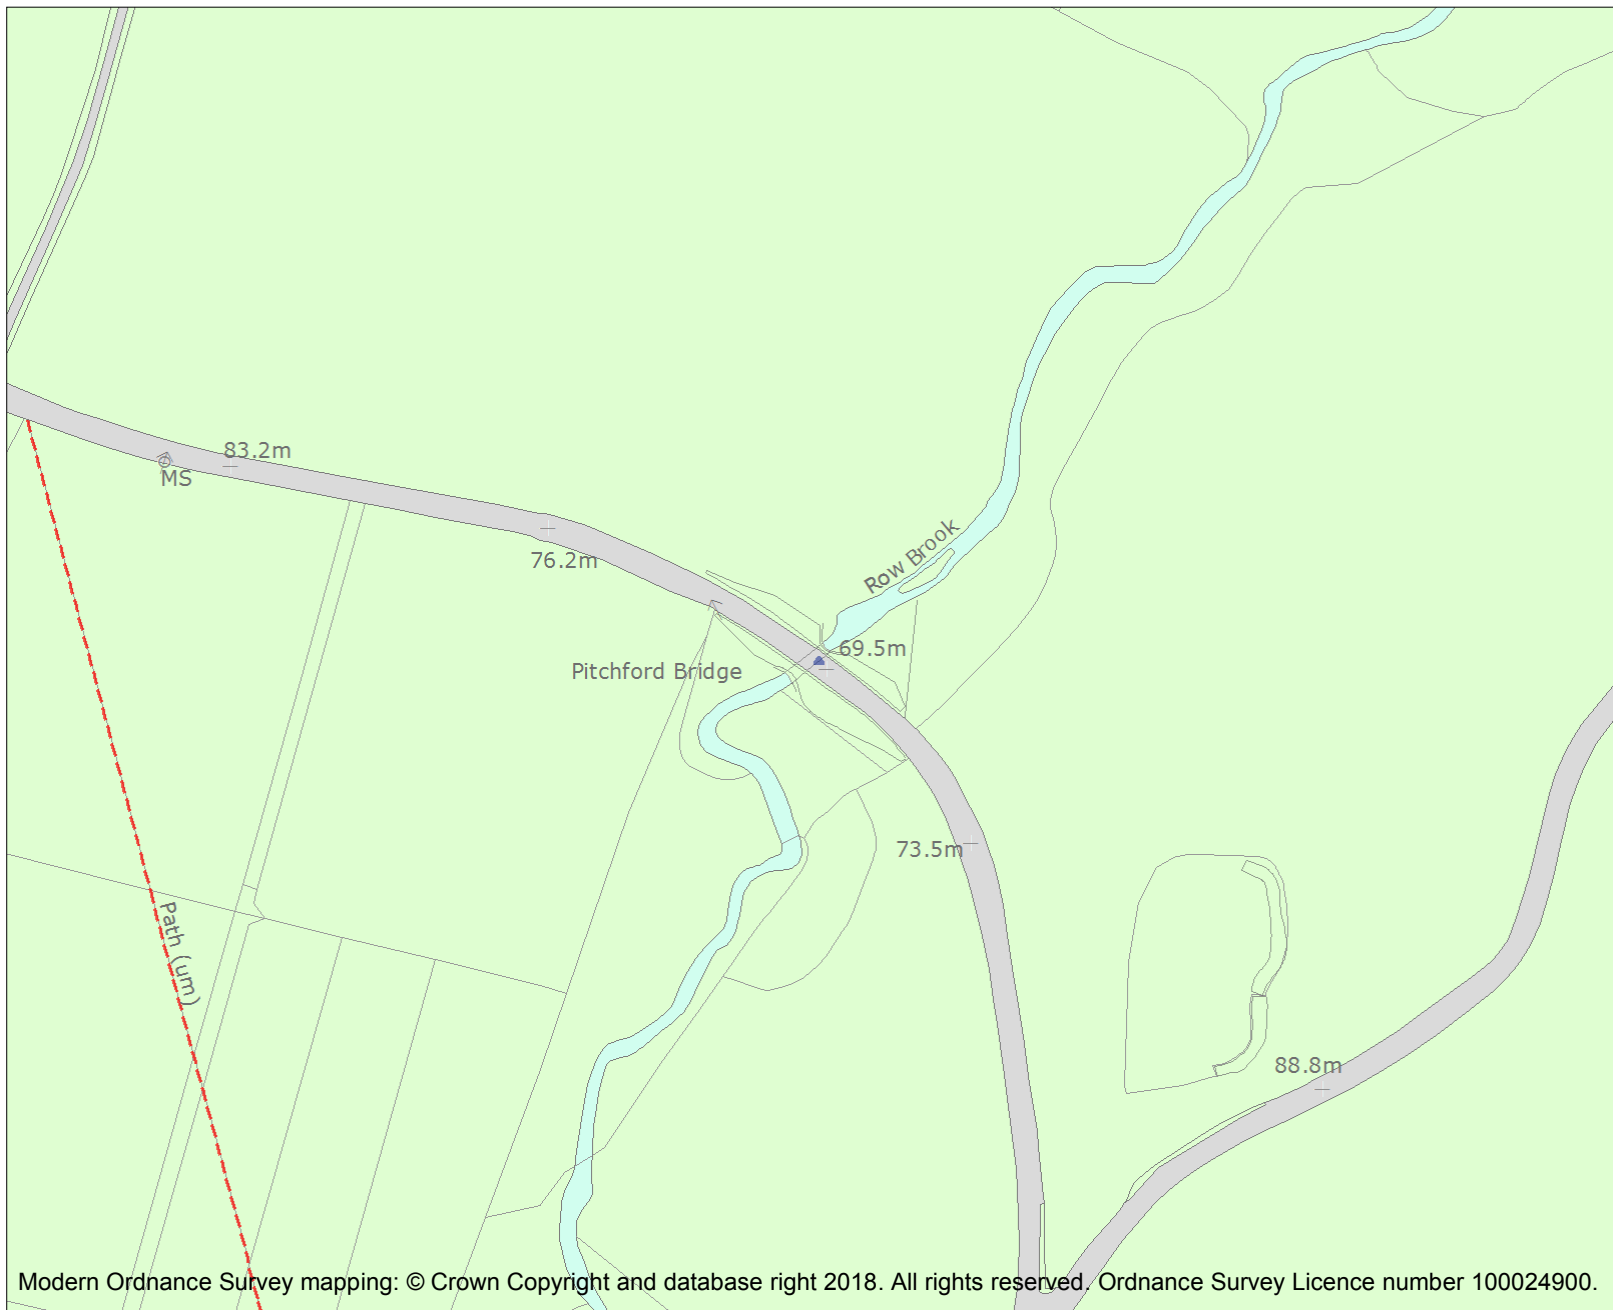 83.2m
MS
76.2m
Row Brook
69.5m
Pitchford Bridge
73.5m
Path (um)
88.8m
Modern Ordnance Survey mapping: © Crown Copyright and database right 2018. All rights reserved. Ordnance Survey Licence number 100024900.